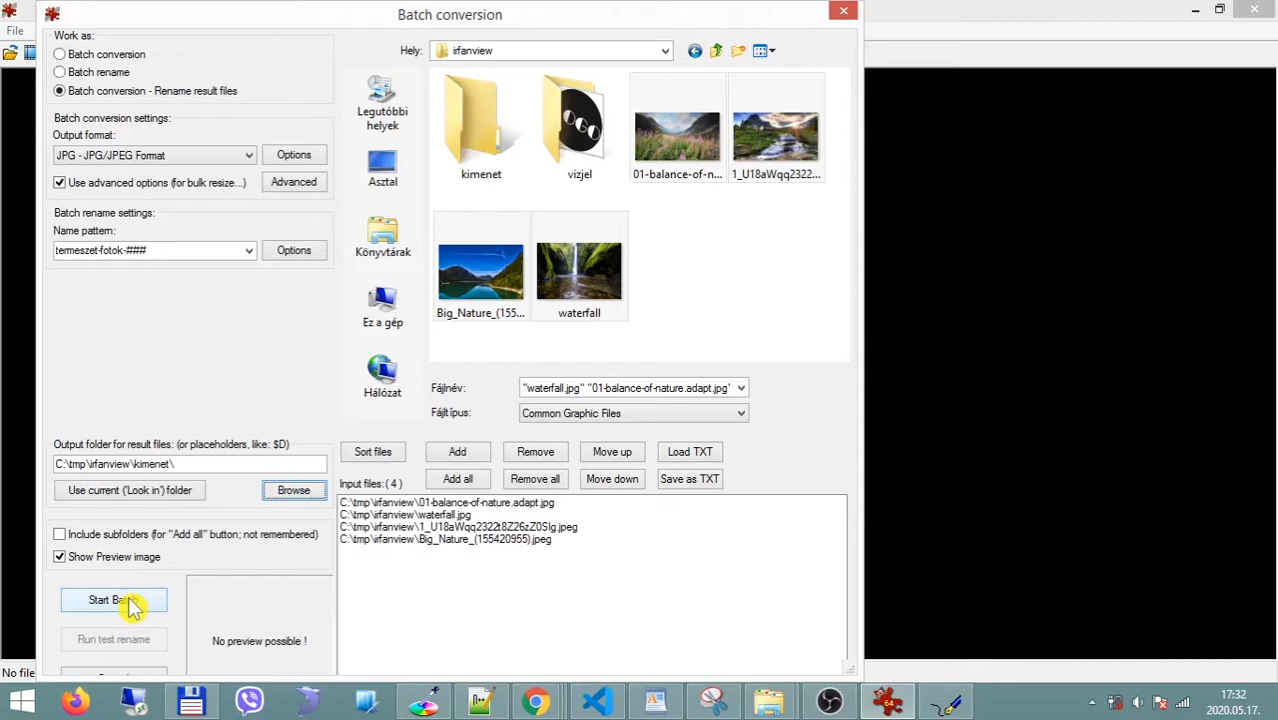 Batch conversion
File
Work as:
Batch conversion
Batch rename
Batch conversion - Rename result files
Batch conversion settings:
Output format:
JPG - JPG/JPEG Format
Options
Use advanced options (for bulk resize...)
Advanced
Batch rename settings:
Name pattern:
termeszet-fotok-###
Options
Output folder for result files: (or placeholders, like: $D)
C:\tmp\irfanview\kimenet\
Use current ('Look in') folder
Browse
Include subfolders (for "Add all" button; not remembered)
Show Preview image
Start
Run test rename
No preview possible !
Hely:
irfanview
Legutóbbi
helyek
Asztal
Könyvtárak
Ez a gép
Hálózat
kimenet
OGO
vizjel
01-balance-of-n...
1_U18aWqq2322...
Big_Nature_(155...
waterfall
Fájlnév:
"waterfall.jpg" "01-balance-of-nature.adapt.jpg"
Fájltípus:
Common Graphic Files
Sort files
Add
Remove
Move up
Load TXT
Add all
Remove all
Move down
Save as TXT
Input files: ( 4 )
C:\tmp\irfanview\01-balance-of-nature.adapt.jpg
C:\tmp\irfanview\waterfall.jpg
C:\tmp\irfanview\1_U18aWqq2322t8Z26zZ0SIg.jpeg
C:\tmp\irfanview\Big_Nature_(155420955).jpeg
No file
64
17:32
2020.05.17.